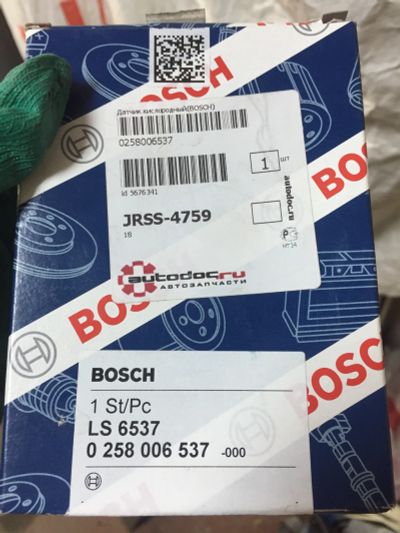 BOSCH
Датчик кислородный(BOSCH)
0258006537
1 шт
id 5676341
autodoc.ru
JRSS-4759
18
autodoc.ru
АВТОЗАПЧАСТИ
BOSCH
BOSCH
BOSCH
BOSCH
1 St/Pc
LS 6537
0 258 006 537 -000